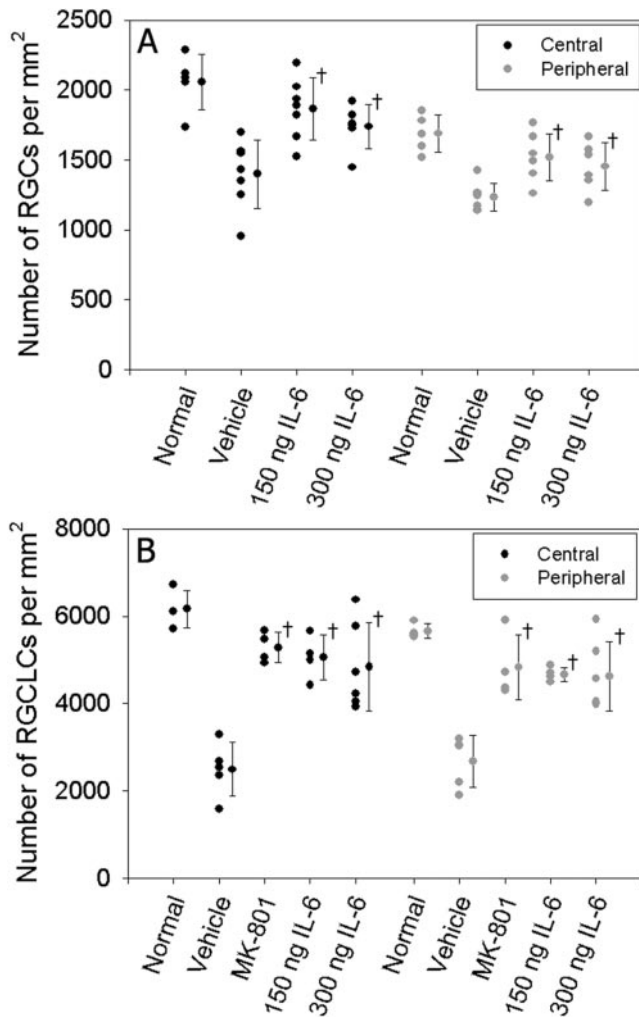 A
Central
Peripheral
Number of RGCs per mm²
2500
2000
1500
1000
500
0
† † † †
Normal
Vehicle
150 ng IL-6
300 ng IL-6
Normal
Vehicle
150 ng IL-6
300 ng IL-6
B
Central
Peripheral
Number of RGCLCs per mm²
8000
6000
4000
2000
0
† † † † † †
Normal
Vehicle
MK-801
150 ng IL-6
300 ng IL-6
Normal
Vehicle
MK-801
150 ng IL-6
300 ng IL-6